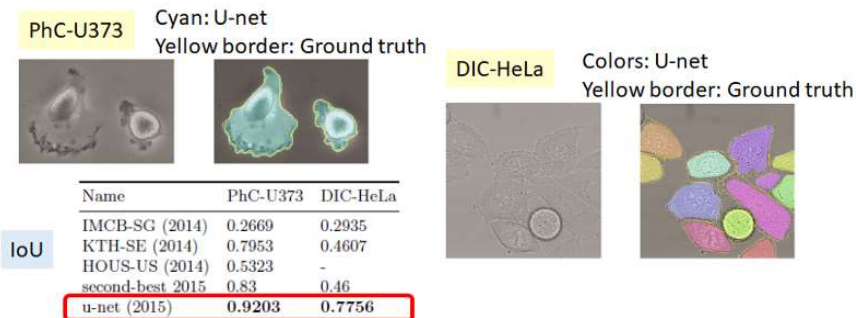 PhC-U373
Cyan: U-net
Yellow border: Ground truth
DIC-HeLa
Colors: U-net
Yellow border: Ground truth
IoU
Name PhC-U373 DIC-HeLa
IMCB-SG (2014) 0.2669 0.2935
KTH-SE (2014) 0.7953 0.4607
HOUS-US (2014) 0.5323 -
second-best 2015 0.83 0.46
u-net (2015) 0.9203 0.7756